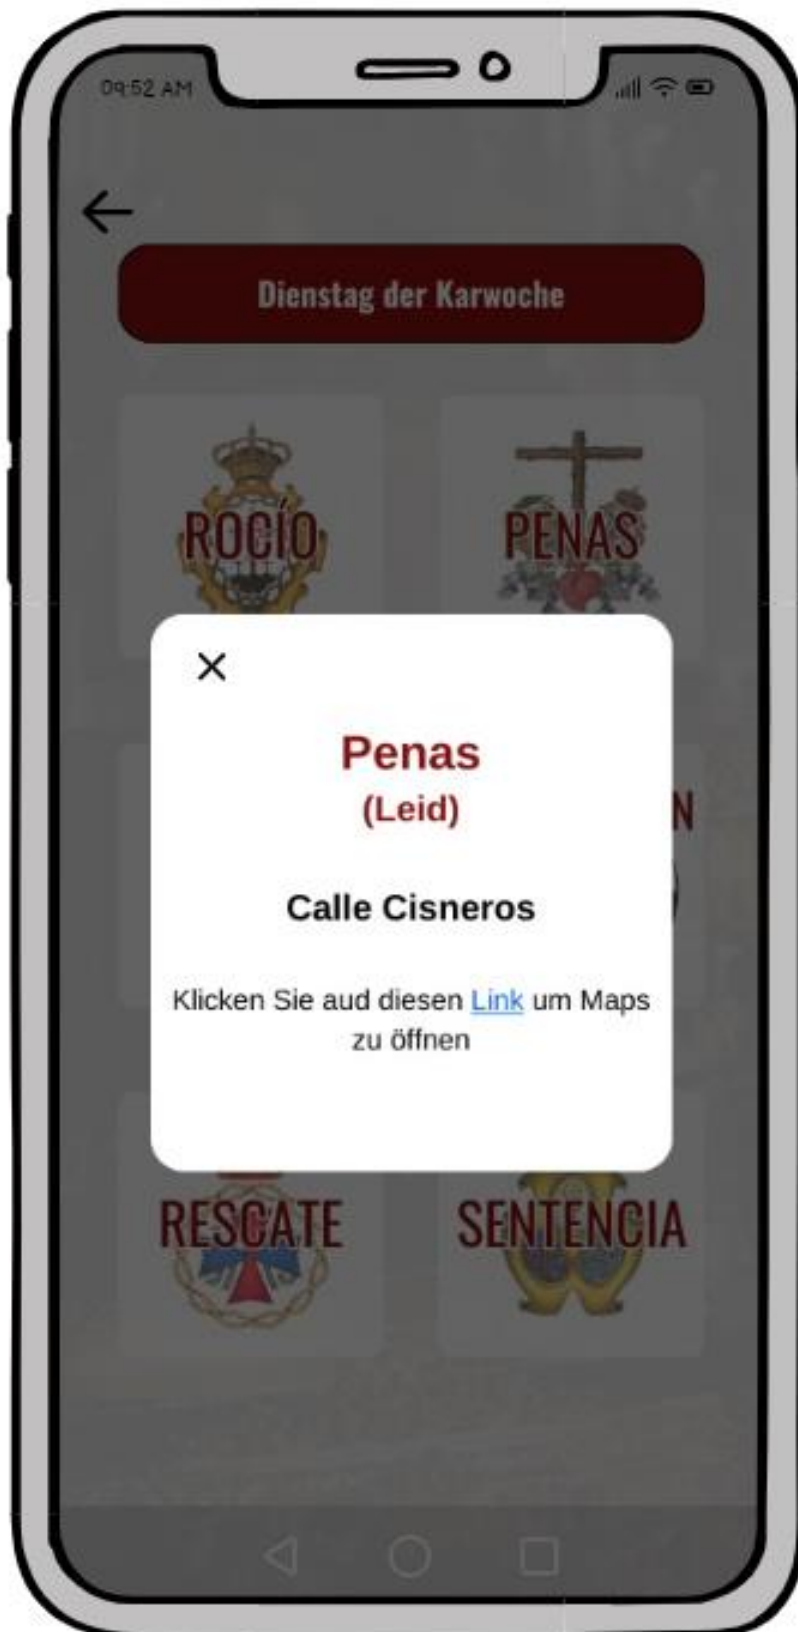 09:52 AM
Dienstag der Karwoche
ROCÍO
PENAS
Penas
(Leid)
N
Calle Cisneros
Klicken Sie aud diesen Link um Maps
zu öffnen
RESCATE
SENTENCIA